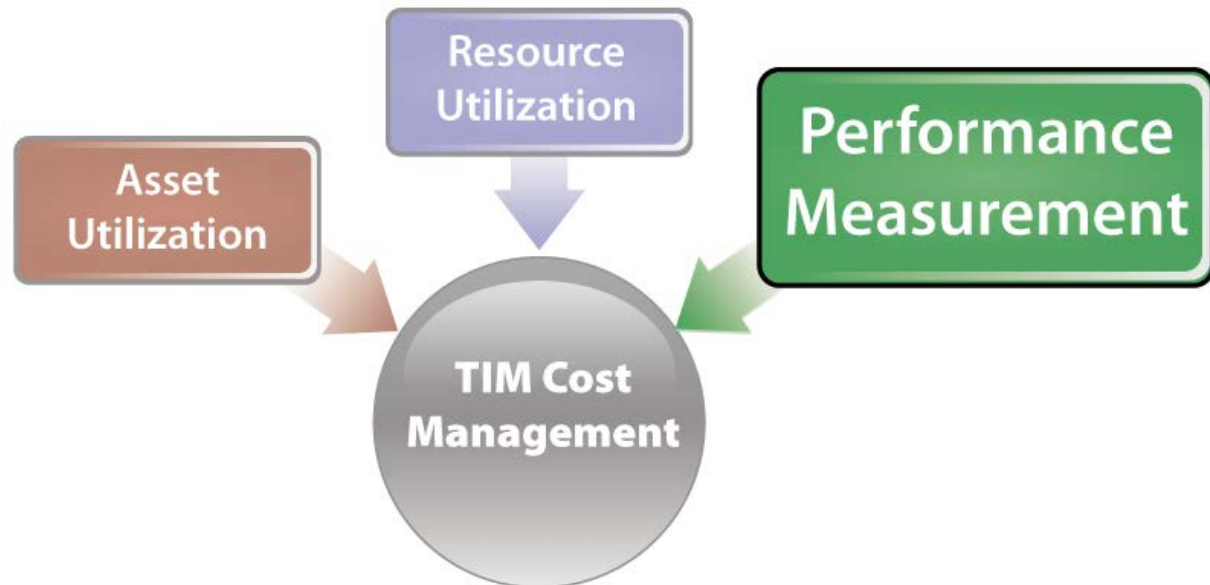 Resource
Utilization
Performance
Measurement
Asset
Utilization
TIM Cost
Management